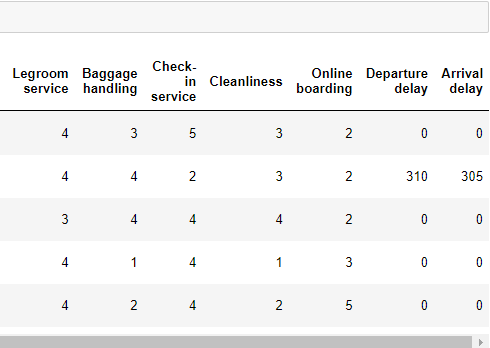 Legroom service Baggage handling Check-in service Cleanliness Online boarding Departure delay Arrival delay
4 3 5 3 2 0 0
4 4 2 3 2 310 305
3 4 4 4 2 0 0
4 1 4 1 3 0 0
4 2 4 2 5 0 0